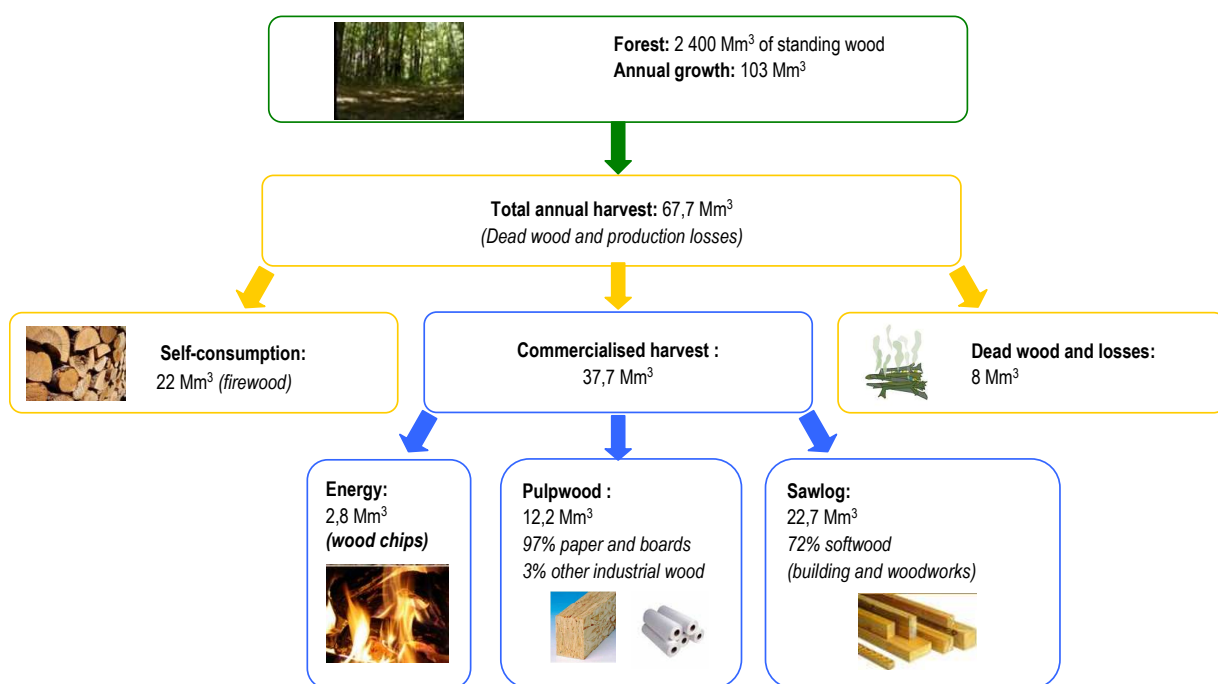 Forest: 2 400 Mm³ of standing wood
Annual growth: 103 Mm³
Total annual harvest: 67,7 Mm³
(Dead wood and production losses)
Self-consumption:
22 Mm³ (firewood)
Commercialised harvest :
37,7 Mm³
Dead wood and losses:
8 Mm³
Energy:
2,8 Mm³
(wood chips)
Pulpwood :
12,2 Mm³
97% paper and boards
3% other industrial wood
Sawlog:
22,7 Mm³
72% softwood
(building and woodworks)